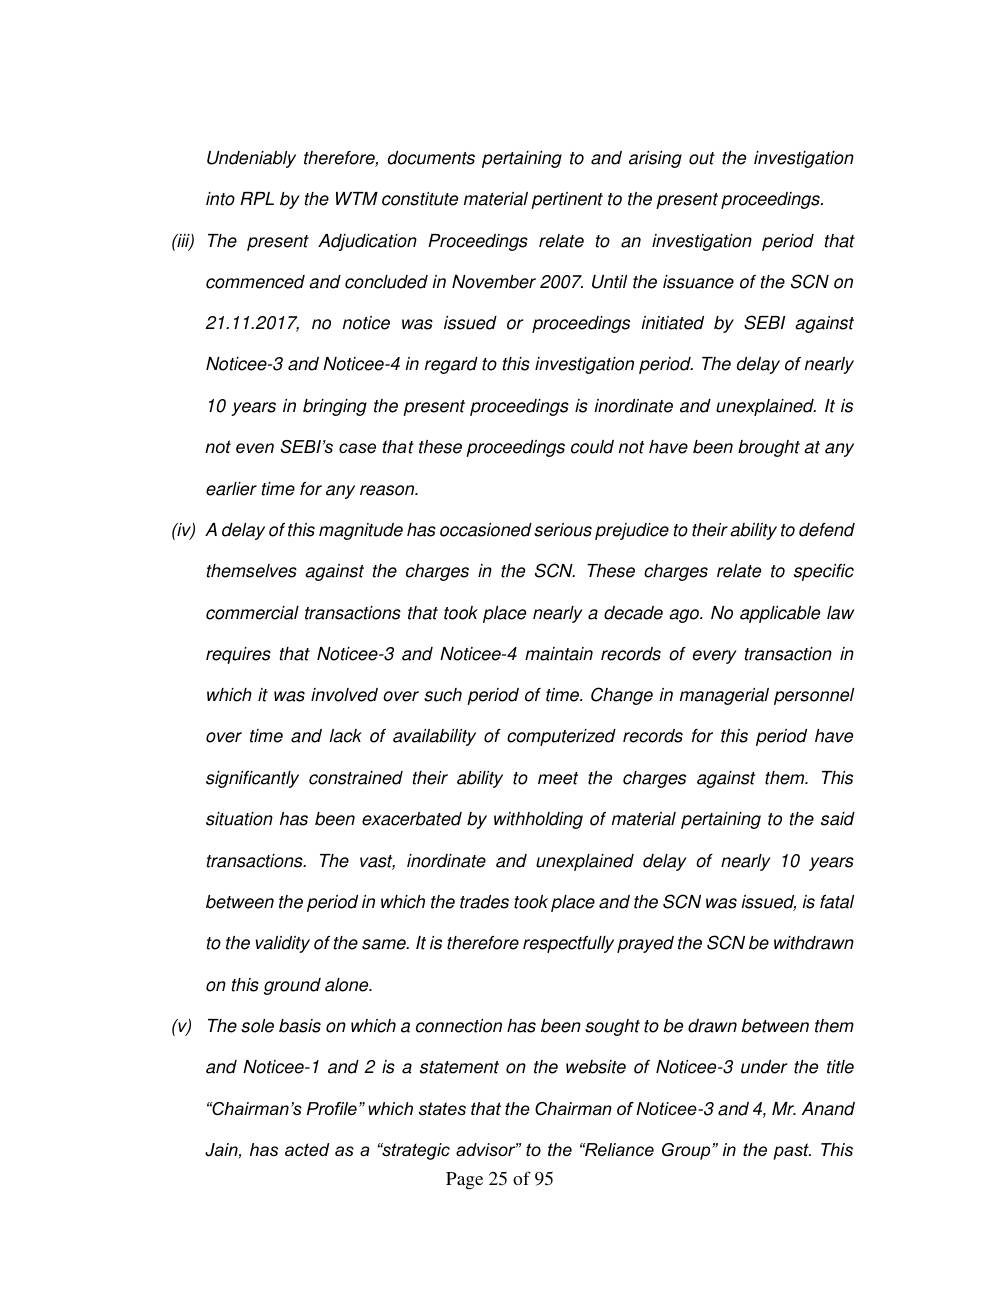 Undeniably therefore, documents pertaining to and arising out the investigation
into RPL by the WTM constitute material pertinent to the present proceedings.
(iii) The present Adjudication Proceedings relate to an investigation period that
commenced and concluded in November 2007. Until the issuance of the SCN on
21.11.2017, no notice was issued or proceedings initiated by SEBI against
Noticee-3 and Noticee-4 in regard to this investigation period. The delay of nearly
10 years in bringing the present proceedings is inordinate and unexplained. It is
not even SEBI’s case that these proceedings could not have been brought at any
earlier time for any reason.
(iv) A delay of this magnitude has occasioned serious prejudice to their ability to defend
themselves against the charges in the SCN. These charges relate to specific
commercial transactions that took place nearly a decade ago. No applicable law
requires that Noticee-3 and Noticee-4 maintain records of every transaction in
which it was involved over such period of time. Change in managerial personnel
over time and lack of availability of computerized records for this period have
significantly constrained their ability to meet the charges against them. This
situation has been exacerbated by withholding of material pertaining to the said
transactions. The vast, inordinate and unexplained delay of nearly 10 years
between the period in which the trades took place and the SCN was issued, is fatal
to the validity of the same. It is therefore respectfully prayed the SCN be withdrawn
on this ground alone.
(v) The sole basis on which a connection has been sought to be drawn between them
and Noticee-1 and 2 is a statement on the website of Noticee-3 under the title
“Chairman’s Profile” which states that the Chairman of Noticee-3 and 4, Mr. Anand
Jain, has acted as a “strategic advisor” to the “Reliance Group” in the past. This
Page 25 of 95